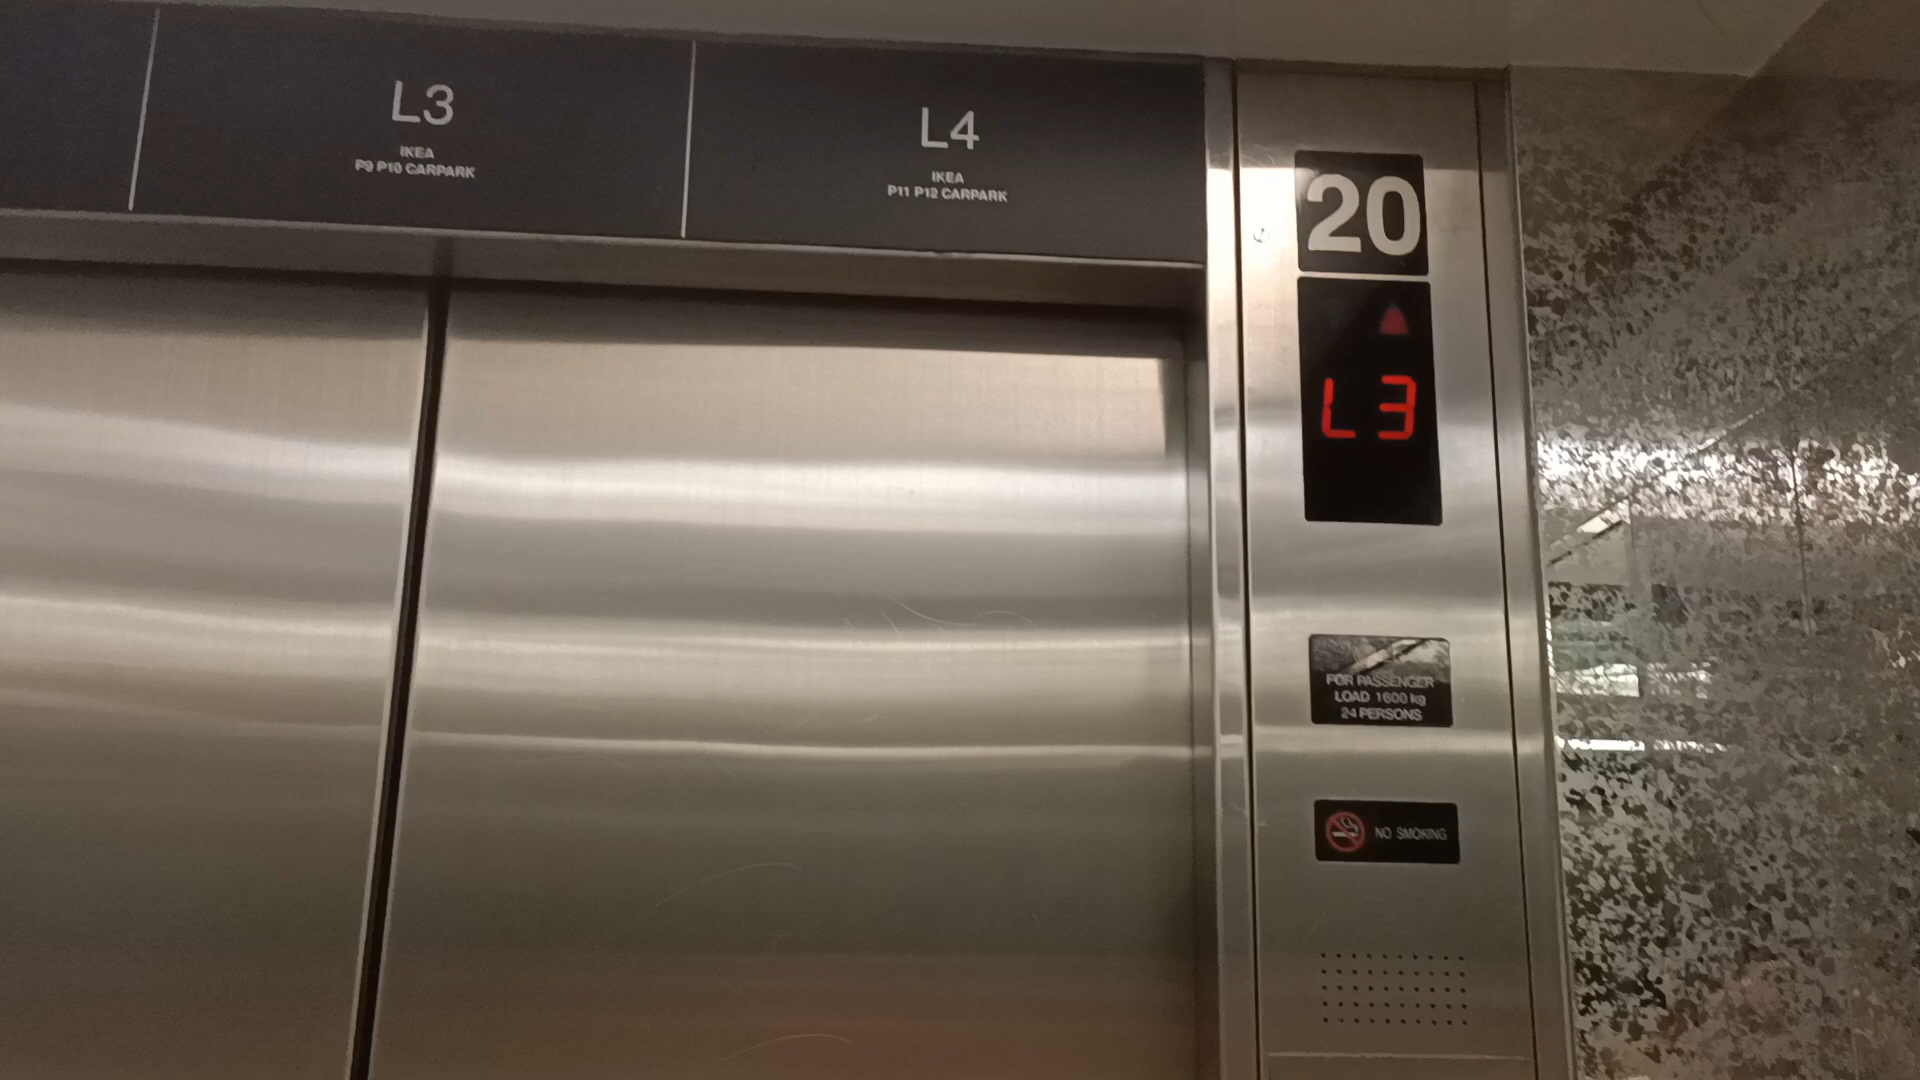 L3
IKEA
P9 P10 CARPARK
L4
IKEA
P11 P12 CARPARK
20
L3
FOR PASSENGER
LOAD 1600 kg
24 PERSONS
NO SMOKING